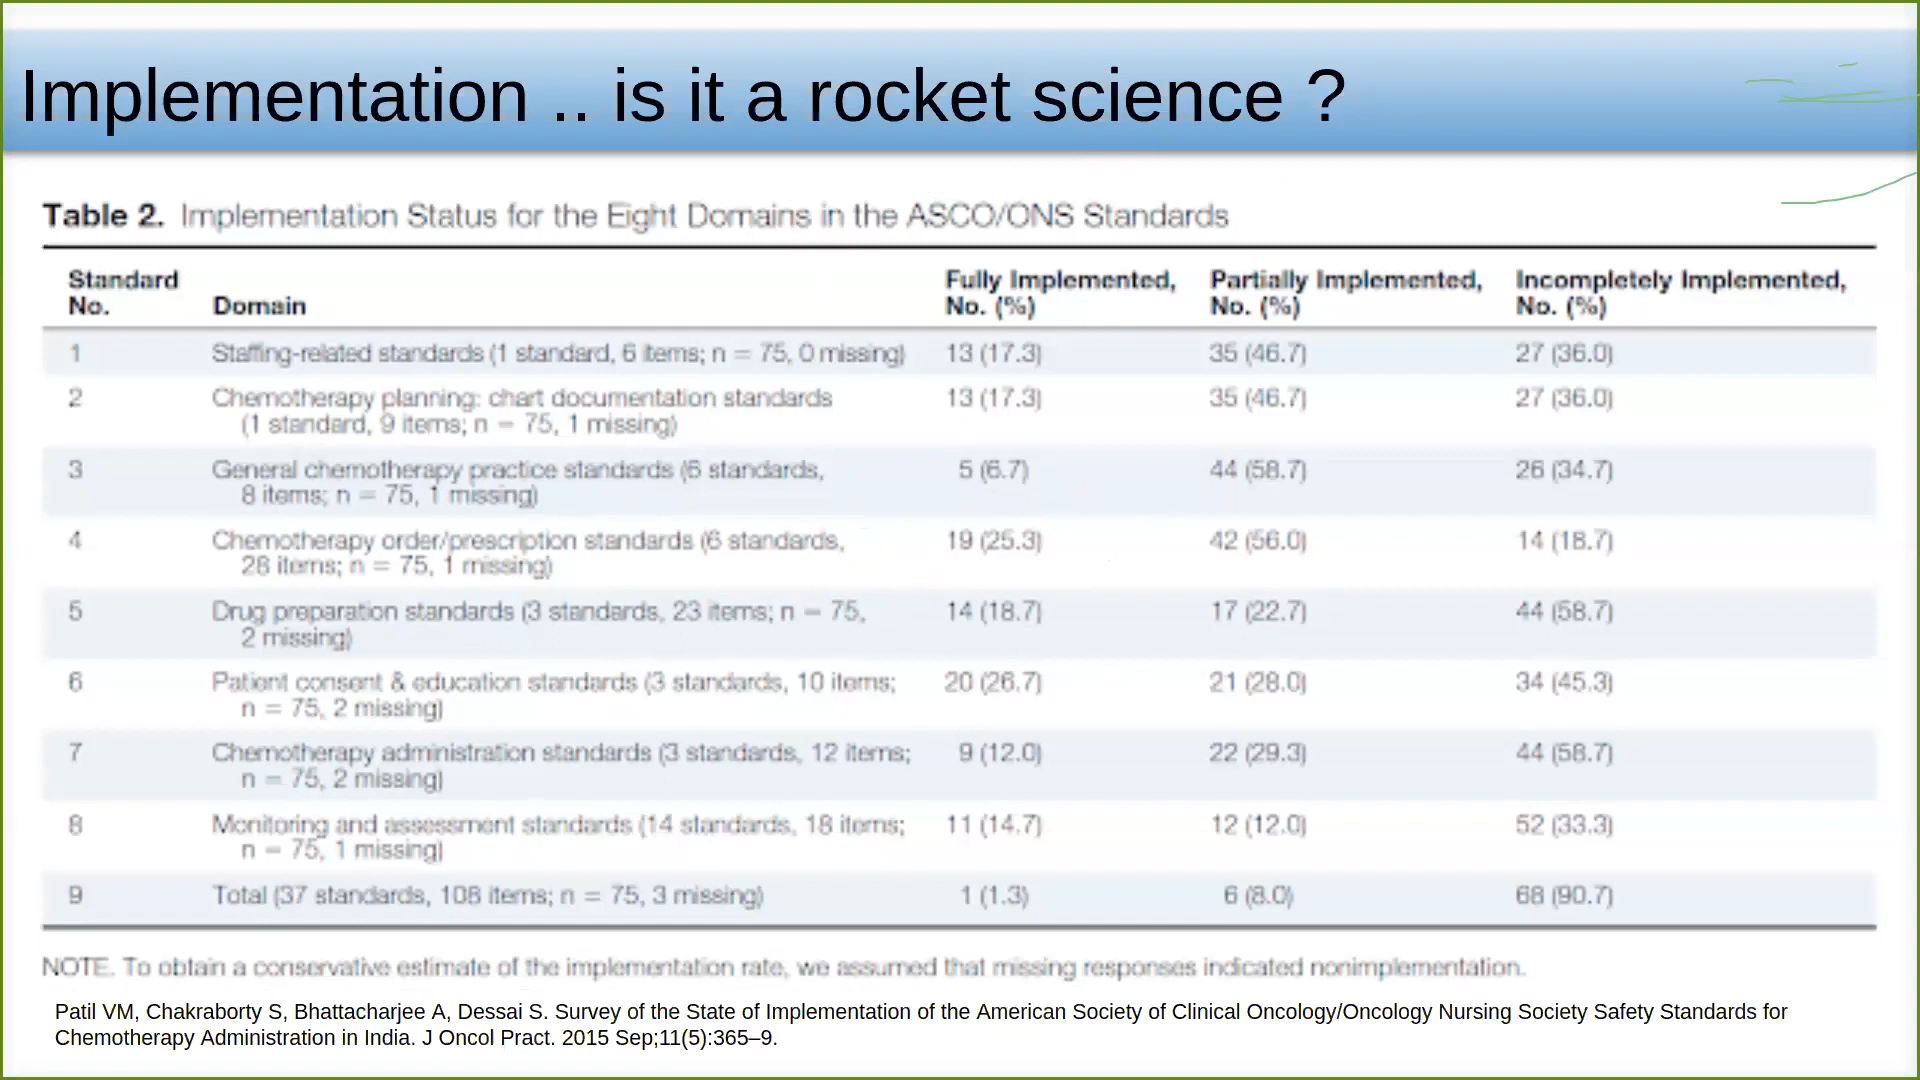 Implementation .. is it a rocket science ?
Table 2. Implementation Status for the Eight Domains in the ASCO/ONS Standards
Standard No. Domain Fully Implemented, No. (%) Partially Implemented, No. (%) Incompletely Implemented, No. (%)
1 Staffing-related standards (1 standard, 6 items; n = 75, 0 missing) 13 (17.3) 35 (46.7) 27 (36.0)
2 Chemotherapy planning: chart documentation standards 13 (17.3) 35 (46.7) 27 (36.0)
(1 standard, 9 items; n = 75, 1 missing)
3 General chemotherapy practice standards (6 standards, 5 (6.7) 44 (58.7) 26 (34.7)
8 items; n = 75, 1 missing)
4 Chemotherapy order/prescription standards (6 standards, 19 (25.3) 42 (56.0) 14 (18.7)
28 items; n = 75, 1 missing)
5 Drug preparation standards (3 standards, 23 items; n = 75, 14 (18.7) 17 (22.7) 44 (58.7)
2 missing)
6 Patient consent & education standards (3 standards, 10 items; 20 (26.7) 21 (28.0) 34 (45.3)
n = 75, 2 missing)
7 Chemotherapy administration standards (3 standards, 12 items; 9 (12.0) 22 (29.3) 44 (58.7)
n = 75, 2 missing)
8 Monitoring and assessment standards (14 standards, 18 items; 11 (14.7) 12 (12.0) 52 (33.3)
n = 75, 1 missing)
9 Total (37 standards, 108 items; n = 75, 3 missing) 1 (1.3) 6 (8.0) 68 (90.7)
NOTE. To obtain a conservative estimate of the implementation rate, we assumed that missing responses indicated nonimplementation.
Patil VM, Chakraborty S, Bhattacharjee A, Dessai S. Survey of the State of Implementation of the American Society of Clinical Oncology/Oncology Nursing Society Safety Standards for
Chemotherapy Administration in India. J Oncol Pract. 2015 Sep;11(5):365–9.